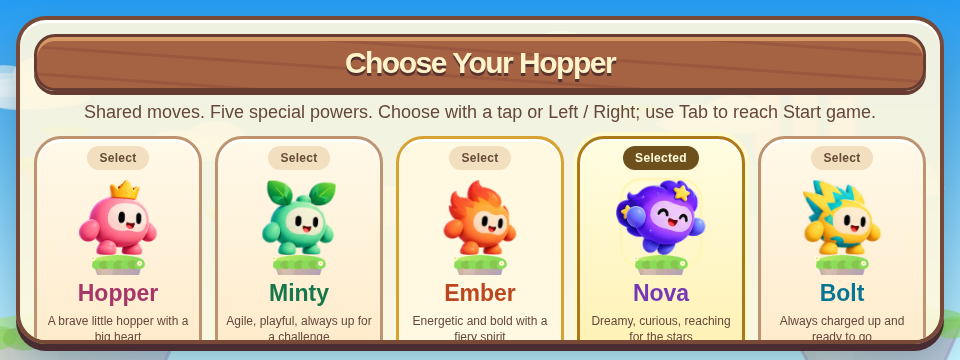 Choose Your Hopper
Shared moves. Five special powers. Choose with a tap or Left / Right; use Tab to reach Start game.
Select
Hopper
A brave little hopper with a
big heart
Select
Minty
Agile, playful, always up for
a challenge
Select
Ember
Energetic and bold with a
fiery spirit
Selected
Nova
Dreamy, curious, reaching
for the stars
Select
Bolt
Always charged up and
ready to go